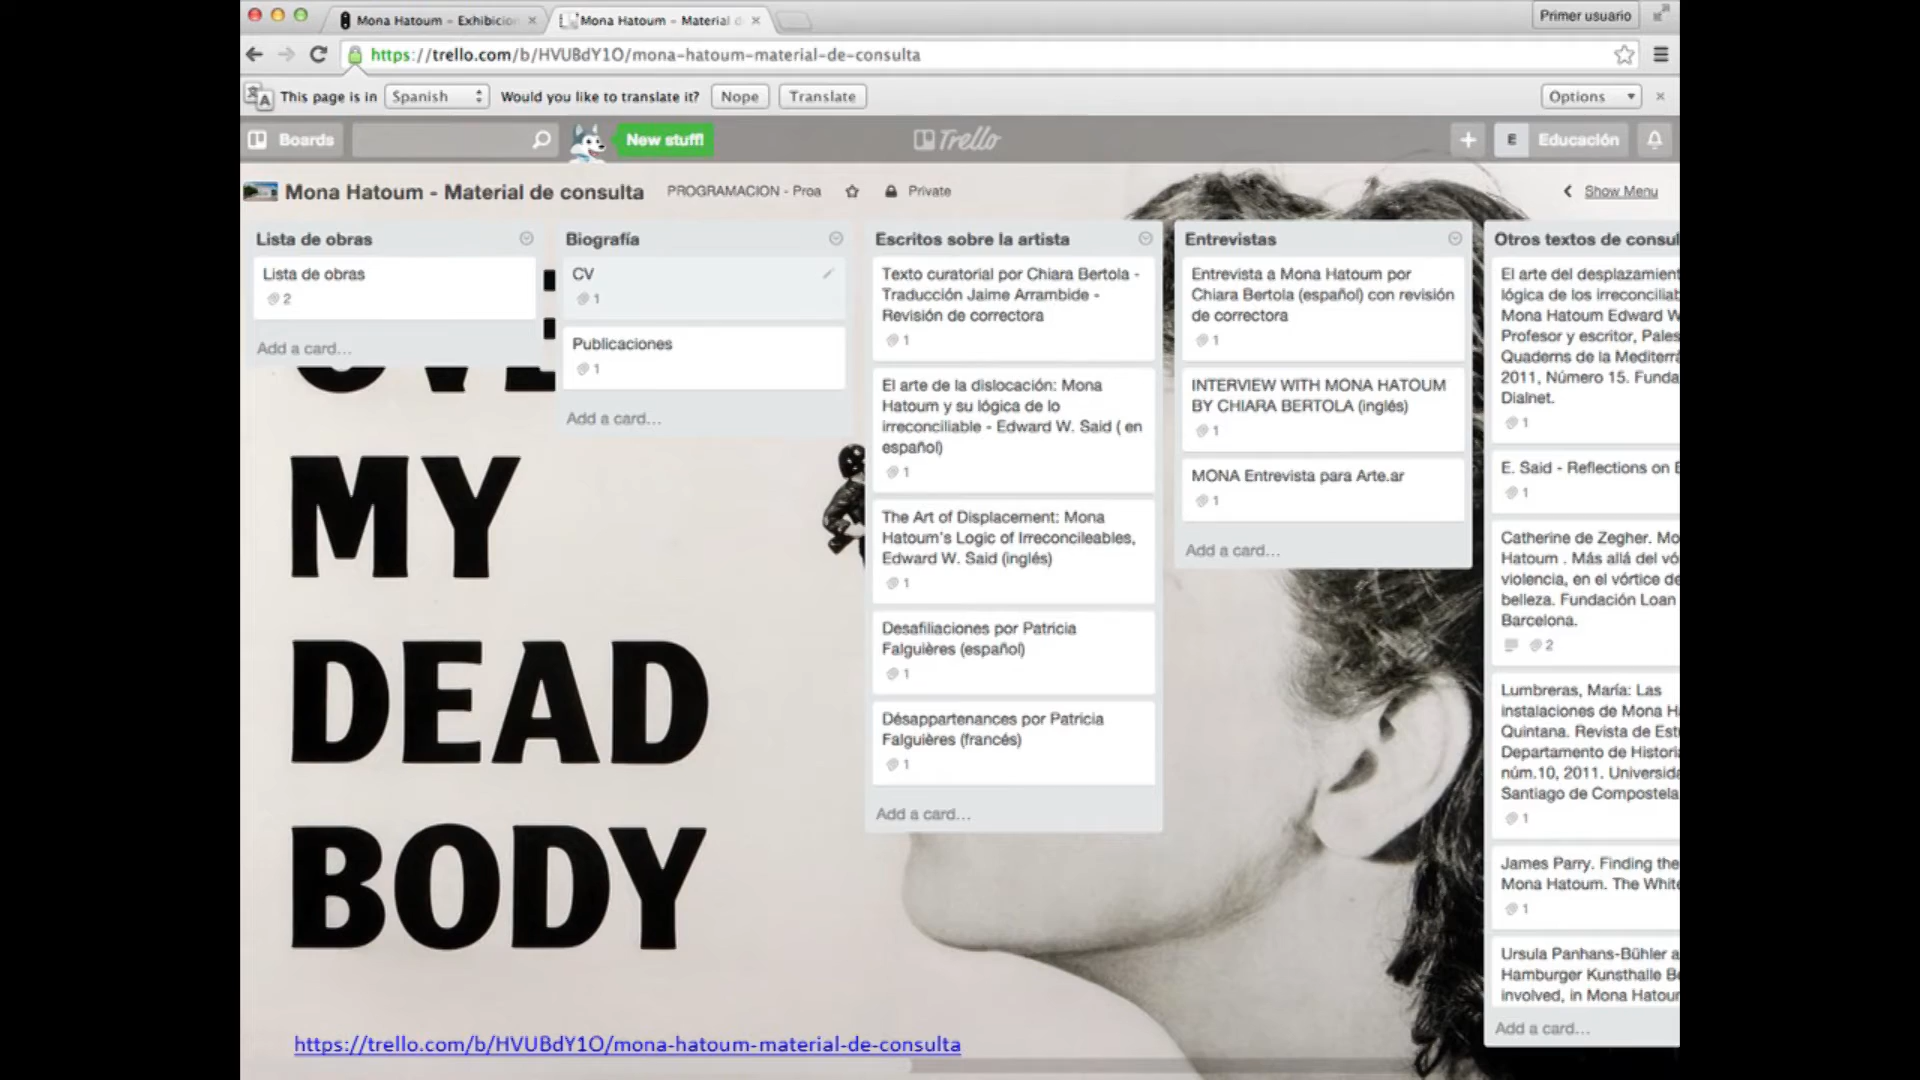 Mona Hatoum – Exhibicion
Mona Hatoum – Material d
Primer usuario
https://trello.com/b/HVUBdY1O/mona-hatoum-material-de-consulta
This page is in Spanish Would you like to translate it? Nope Translate Options
Boards New stuff! Trello E Educación
Mona Hatoum - Material de consulta PROGRAMACION - Proa Private Show Menu
Lista de obras
Lista de obras
2
Add a card...
Biografía
CV
1
Publicaciones
1
Add a card...
Escritos sobre la artista
Texto curatorial por Chiara Bertola -
Traducción Jaime Arrambide -
Revisión de correctora
1
El arte de la dislocación: Mona
Hatoum y su lógica de lo
irreconciliable - Edward W. Said ( en
español)
1
The Art of Displacement: Mona
Hatoum's Logic of Irreconcileables,
Edward W. Said (inglés)
1
Desafiliaciones por Patricia
Falguières (español)
1
Désappartenances por Patricia
Falguières (francés)
1
Add a card...
Entrevistas
Entrevista a Mona Hatoum por
Chiara Bertola (español) con revisión
de correctora
1
INTERVIEW WITH MONA HATOUM
BY CHIARA BERTOLA (inglés)
1
MONA Entrevista para Arte.ar
1
Add a card...
Otros textos de consul
El arte del desplazamient
lógica de los irreconciliab
Mona Hatoum Edward W
Profesor y escritor, Pales
Quaderns de la Mediterrá
2011, Número 15. Funda
Dialnet.
1
E. Said - Reflections on E
1
Catherine de Zegher. Mo
Hatoum . Más allá del vó
violencia, en el vórtice de
belleza. Fundación Loan
Barcelona.
2
Lumbreras, María: Las
instalaciones de Mona H
Quintana. Revista de Est
Departamento de Historia
núm.10, 2011. Universida
Santiago de Compostela
1
James Parry. Finding the
Mona Hatoum. The White
1
Ursula Panhans-Bühler a
Hamburger Kunsthalle Be
involved, in Mona Hatour
Add a card...
MY
DEAD
BODY
https://trello.com/b/HVUBdY1O/mona-hatoum-material-de-consulta